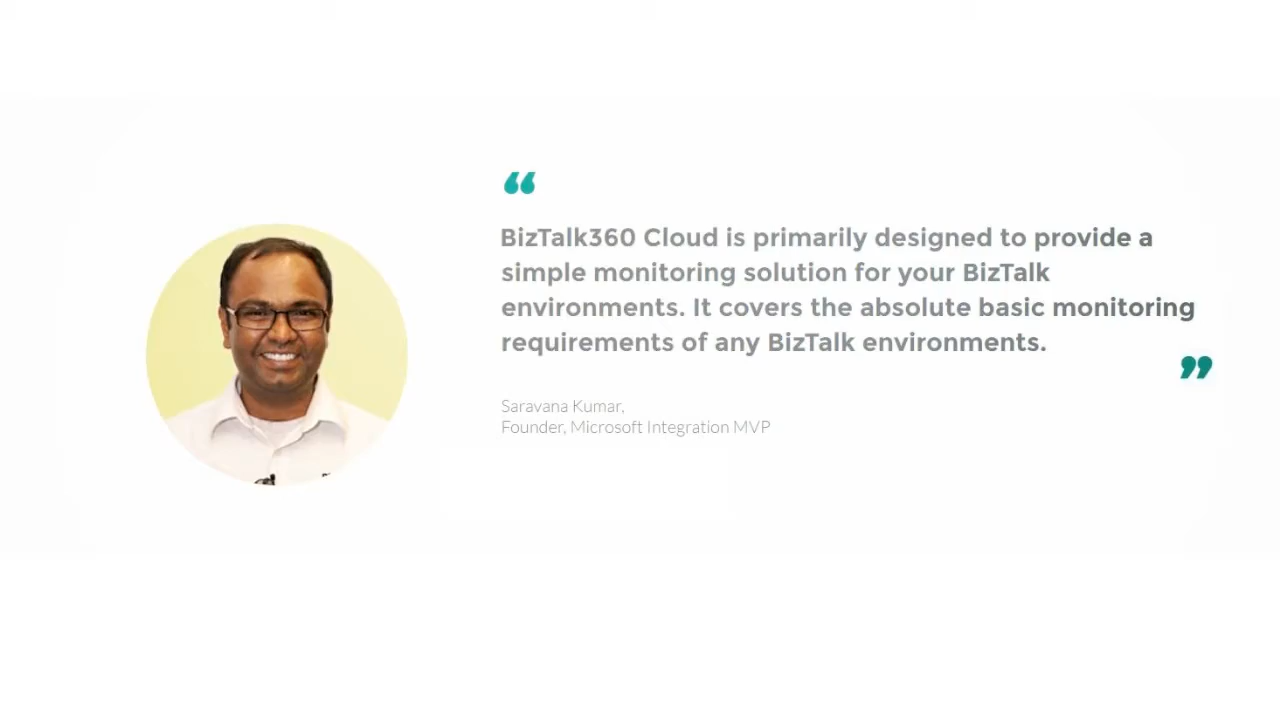 “
BizTalk360 Cloud is primarily designed to provide a
simple monitoring solution for your BizTalk
environments. It covers the absolute basic monitoring
requirements of any BizTalk environments.
”
Saravana Kumar,
Founder, Microsoft Integration MVP